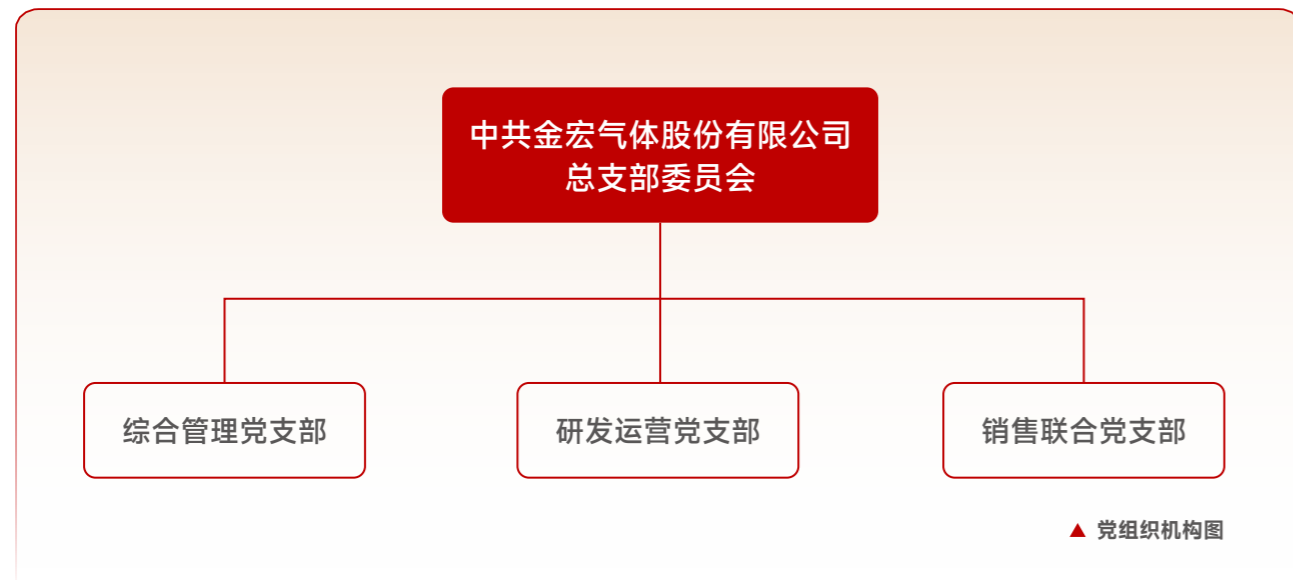 中共金宏气体股份有限公司
总支部委员会
综合管理党支部
研发运营党支部
销售联合党支部
▲ 党组织机构图